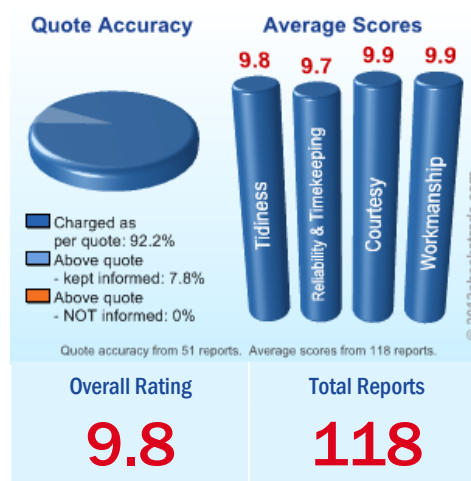 Quote Accuracy
Charged as
per quote: 92.2%
Above quote
- kept informed: 7.8%
Above quote
- NOT informed: 0%
Average Scores
9.8
9.7
9.9
9.9
Tidiness
Reliability & Timekeeping
Courtesy
Workmanship
Quote accuracy from 51 reports. Average scores from 118 reports.
Overall Rating
9.8
Total Reports
118